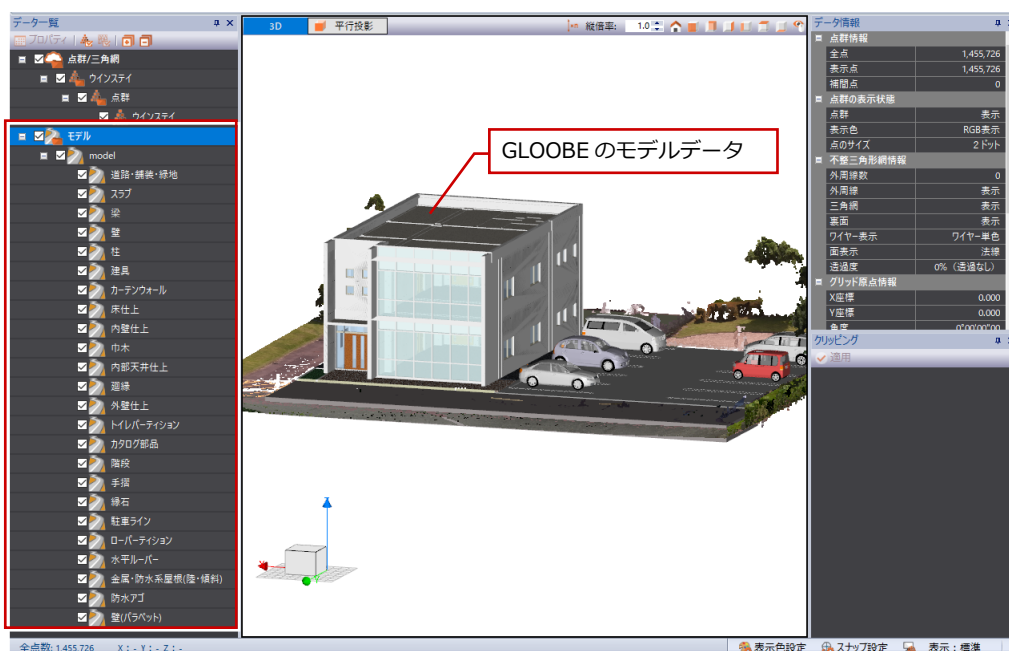 データ一覧
プロパティ
点群/三角網
ウインステイ
点群
ウインステイ
モデル
model
道路・舗装・緑地
スラブ
梁
壁
柱
建具
カーテンウォール
床仕上
内壁仕上
巾木
内部天井仕上
廻縁
外壁仕上
トイレパーティション
カタログ部品
階段
手摺
縁石
駐車ライン
ローパーティション
水平ルーバー
金属・防水系屋根(陸・傾斜)
防水アゴ
壁(パラペット)
3D
平行投影
縦倍率: 1.0
GLOOBE のモデルデータ
Z
X
Y
データ情報
点群情報
全点 1,455,726
表示点 1,455,726
補間点 0
点群の表示状態
点群 表示
表示色 RGB表示
点のサイズ 2ドット
不整三角形網情報
外周線数 0
外周線 表示
三角網 表示
裏面 表示
ワイヤー表示 ワイヤー単色
面表示 法線
透過度 0% (透過なし)
グリッド原点情報
X座標 0.000
Y座標 0.000
角度 0°00'00"00
クリッピング
適用
全点数: 1,455,726 X : - Y : - Z : -
表示色設定 スナップ設定 表示 : 標準